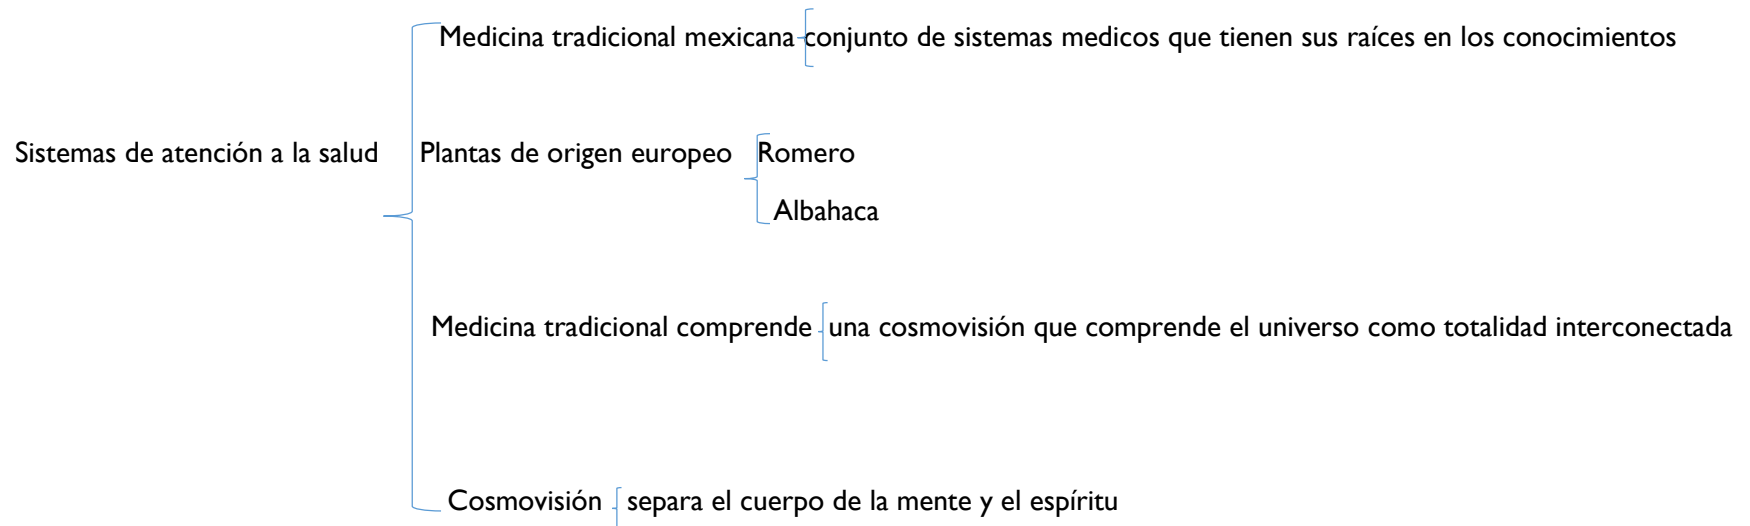 Medicina tradicional mexicana conjunto de sistemas medicos que tienen sus raíces en los conocimientos
Sistemas de atención a la salud Plantas de origen europeo Romero
Albahaca
Medicina tradicional comprende una cosmovisión que comprende el universo como totalidad interconectada
Cosmovisión separa el cuerpo de la mente y el espíritu